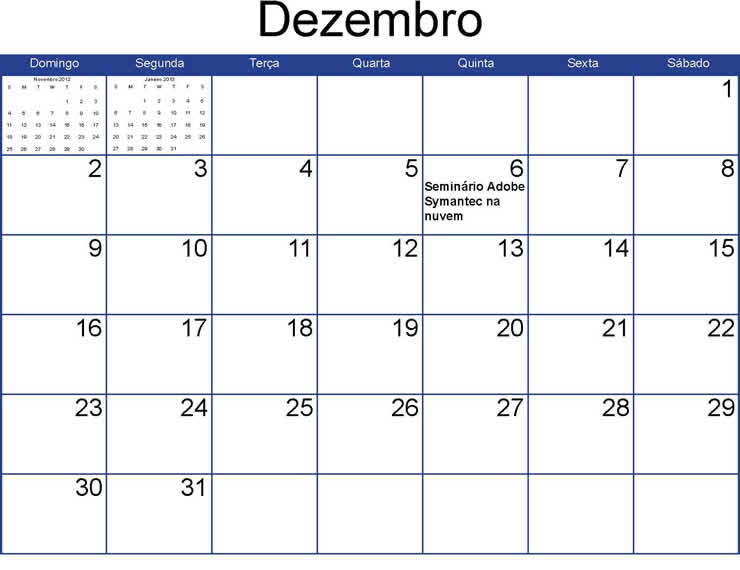 Dezembro
Domingo Segunda Terça Quarta Quinta Sexta Sábado
Novembro 2012
S M T W T F S
1 2 3
4 5 6 7 8 9 10
11 12 13 14 15 16 17
18 19 20 21 22 23 24
25 26 27 28 29 30
Janeiro 2013
S M T W T F S
1 2 3 4 5
6 7 8 9 10 11 12
13 14 15 16 17 18 19
20 21 22 23 24 25 26
27 28 29 30 31
1
2 3 4 5 6 7 8
Seminário Adobe
Symantec na
nuvem
9 10 11 12 13 14 15
16 17 18 19 20 21 22
23 24 25 26 27 28 29
30 31